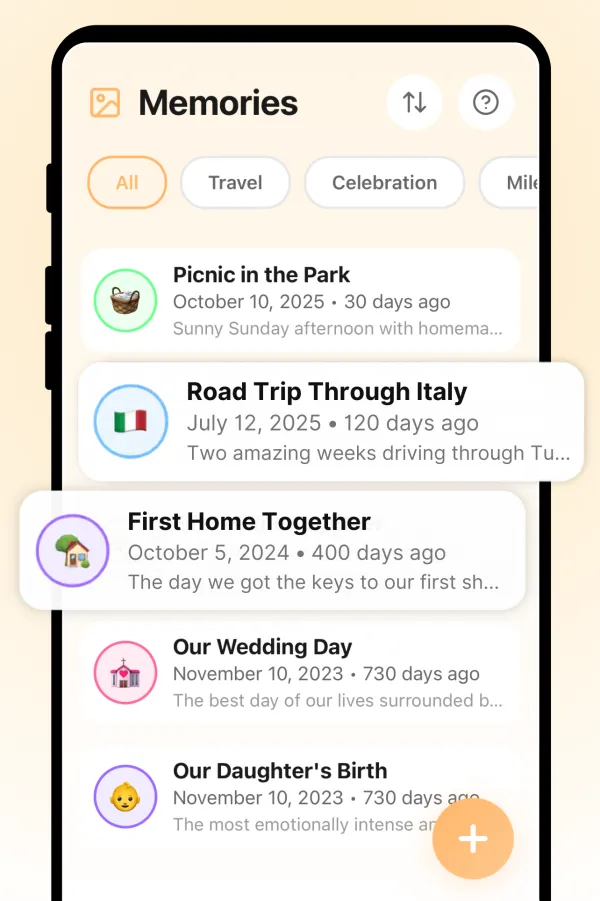 Memories
All
Travel
Celebration
Picnic in the Park
October 10, 2025 • 30 days ago
Sunny Sunday afternoon with homema...
Road Trip Through Italy
July 12, 2025 • 120 days ago
Two amazing weeks driving through Tu...
First Home Together
October 5, 2024 • 400 days ago
The day we got the keys to our first sh...
Our Wedding Day
November 10, 2023 • 730 days ago
The best day of our lives surrounded b...
Our Daughter's Birth
November 10, 2023 • 730 days ago
The most emotionally intense